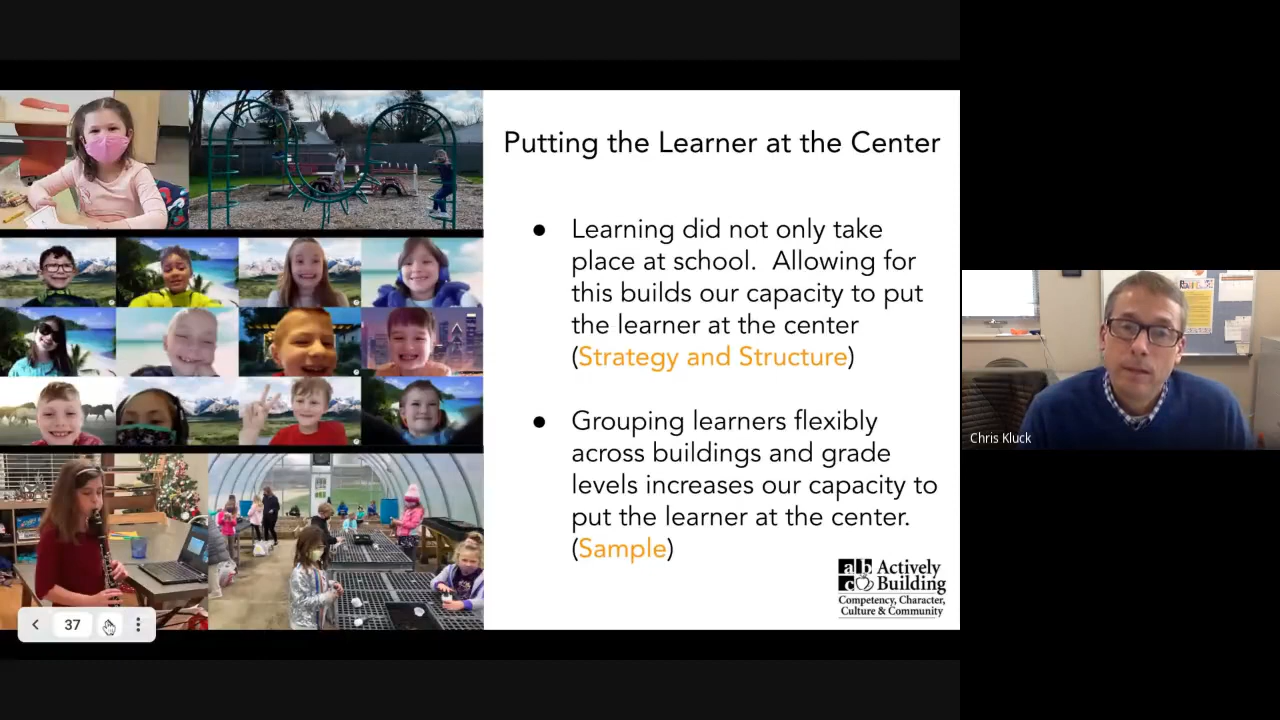 Putting the Learner at the Center
● Learning did not only take
place at school. Allowing for
this builds our capacity to put
the learner at the center
(Strategy and Structure)
● Grouping learners flexibly
across buildings and grade
levels increases our capacity to
put the learner at the center.
(Sample)
abc Actively
Building
Competency, Character,
Culture & Community
37
Chris Kluck